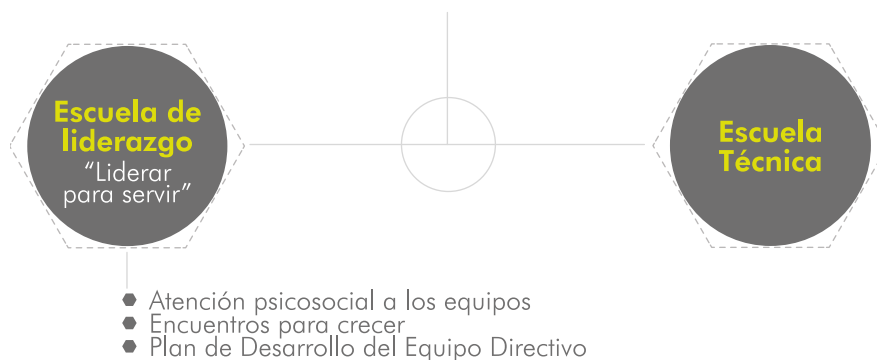 Escuela de
liderazgo
“Liderar
para servir”
Escuela
Técnica
Atención psicosocial a los equipos
Encuentros para crecer
Plan de Desarrollo del Equipo Directivo